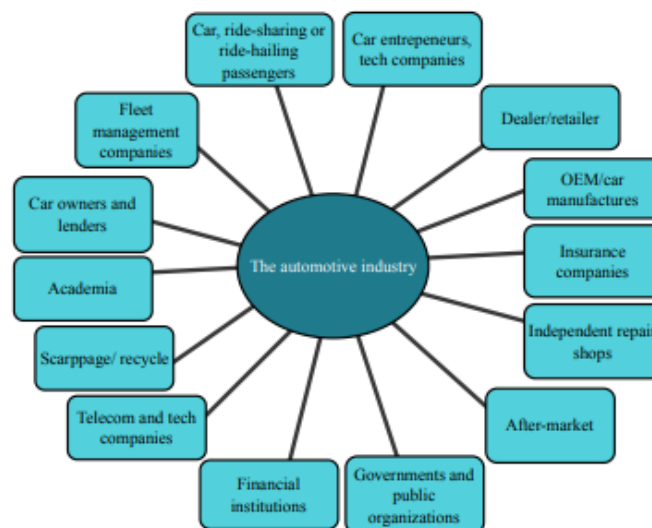 Car, ride-sharing or
ride-hailing
passengers
Car entrepeneurs,
tech companies
Fleet
management
companies
Dealer/retailer
OEM/car
manufactures
Car owners and
lenders
The automotive industry
Insurance
companies
Academia
Independent repair
shops
Scarppage/ recycle
Telecom and tech
companies
After-market
Financial
institutions
Governments and
public
organizations